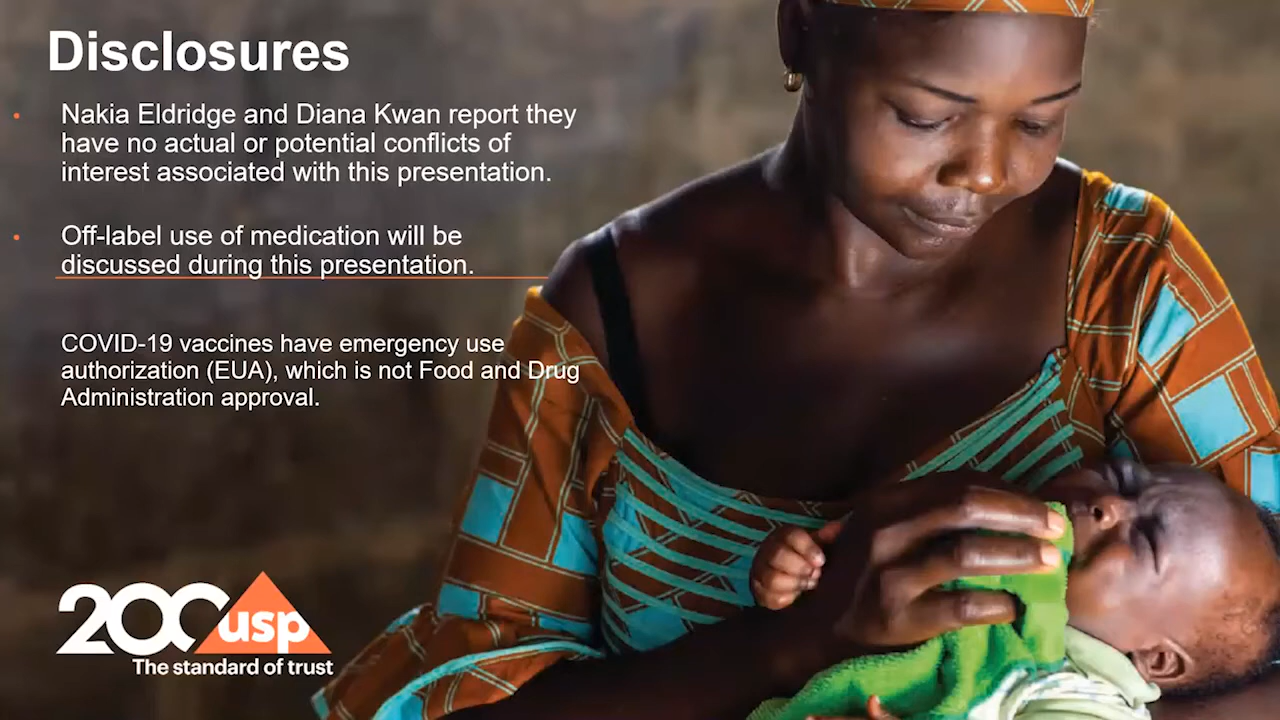 Disclosures
• Nakia Eldridge and Diana Kwan report they
have no actual or potential conflicts of
interest associated with this presentation.
• Off-label use of medication will be
discussed during this presentation.
COVID-19 vaccines have emergency use
authorization (EUA), which is not Food and Drug
Administration approval.
200 usp
The standard of trust